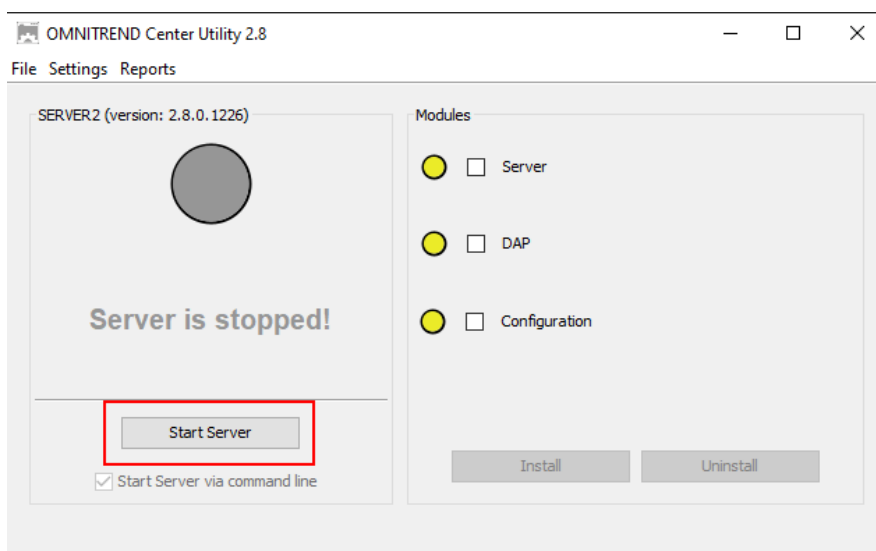 OMNITREND Center Utility 2.8
File Settings Reports
SERVER2 (version: 2.8.0.1226)
Server is stopped!
Start Server
Start Server via command line
Modules
Server
DAP
Configuration
Install Uninstall